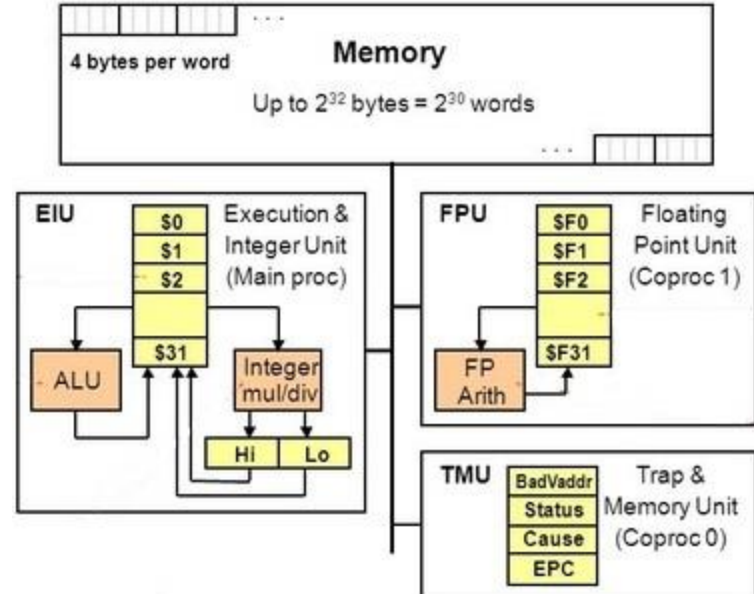 . . .
4 bytes per word
Memory
Up to 2³² bytes = 2³⁰ words
. . .
EIU
$0
$1
$2
$31
Execution &
Integer Unit
(Main proc)
ALU
Integer
mul/div
Hi
Lo
FPU
$F0
$F1
$F2
$F31
Floating
Point Unit
(Coproc 1)
FP
Arith
TMU
BadVaddr
Status
Cause
EPC
Trap &
Memory Unit
(Coproc 0)